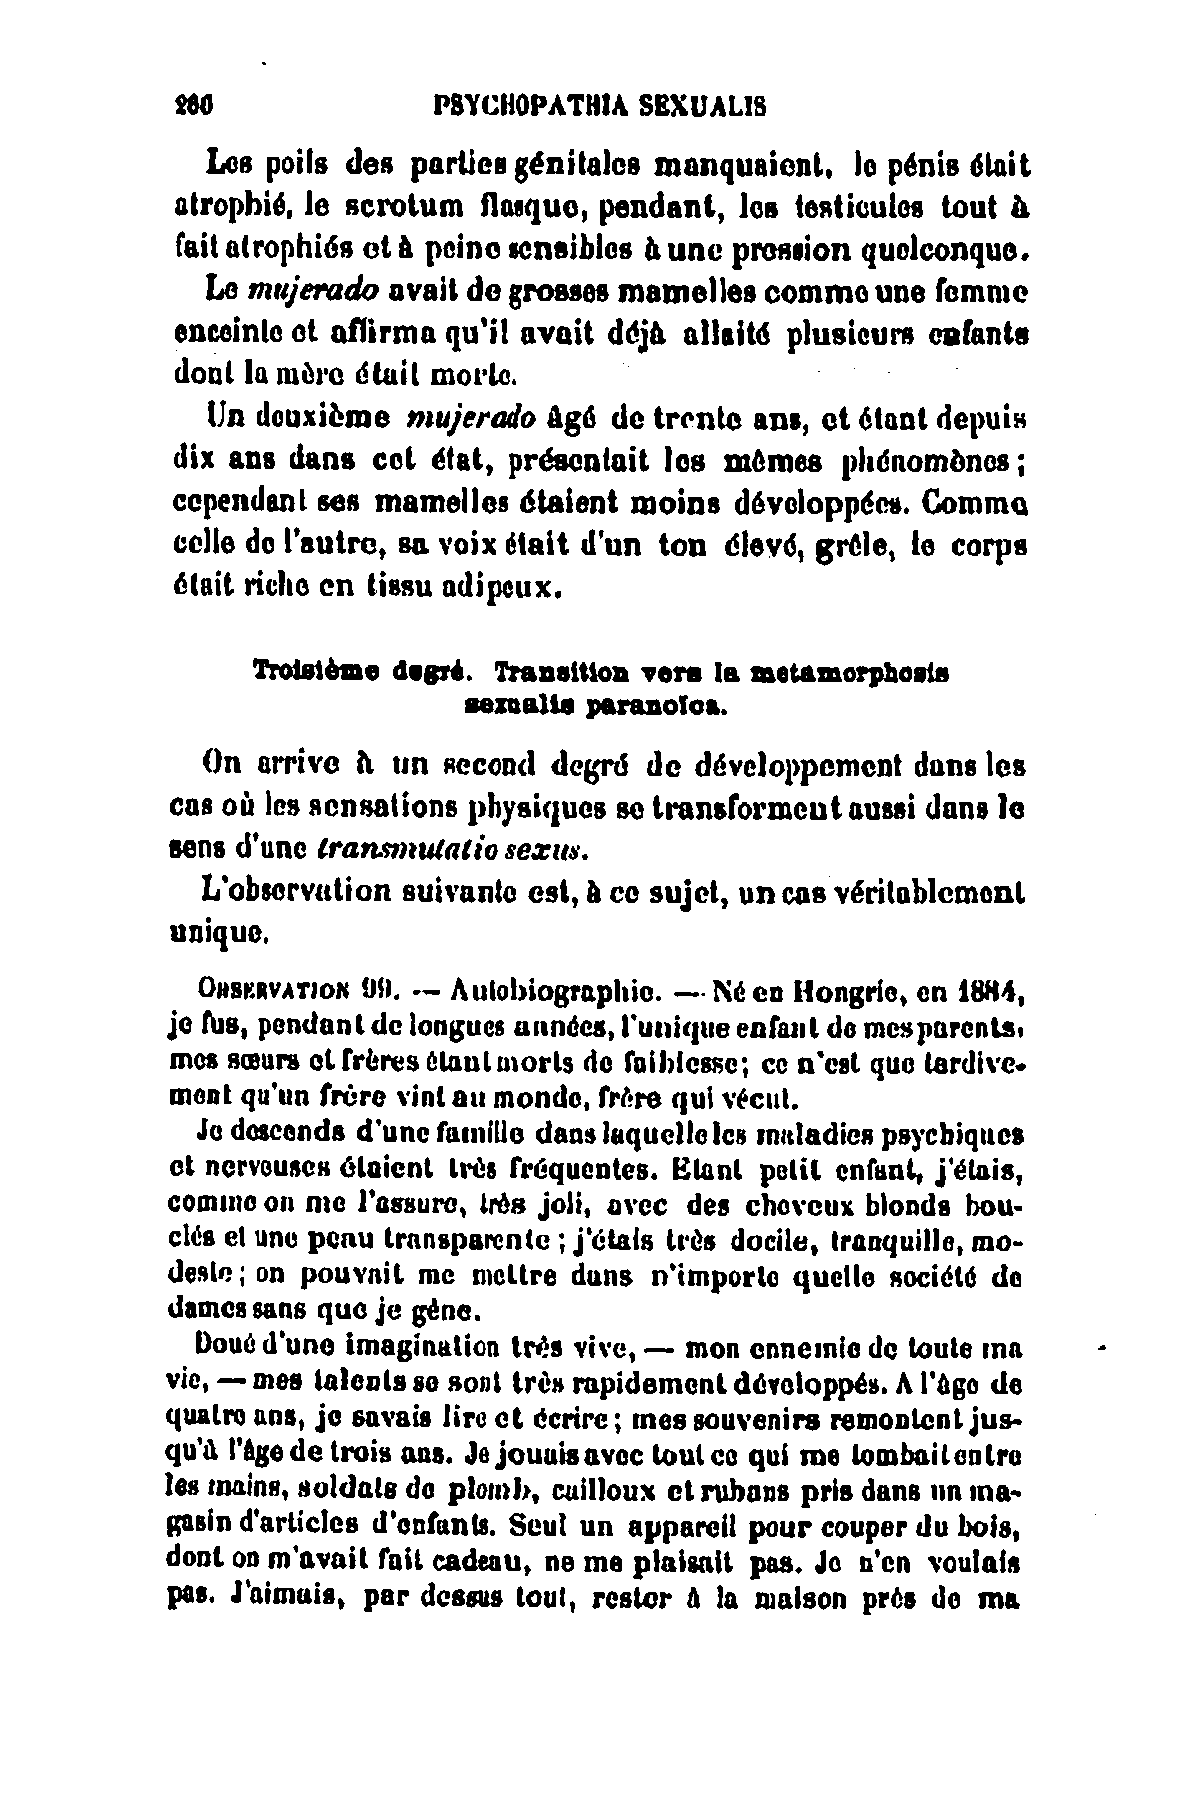 260 PSYCHOPATHIA SEXUALIS
Les poils des parties génitales manquaient, le pénis était
atrophié, le scrotum flasque, pendant, les testicules tout à
fait atrophiés et à peine sensibles à une pression quelconque.
Le mujerado avait de grosses mamelles comme une femme
enceinte et affirma qu'il avait déjà allaité plusieurs enfants
dont la mère était morte.
Un deuxième mujerado âgé de trente ans, et étant depuis
dix ans dans cet état, présentait les mêmes phénomènes ;
cependant ses mamelles étaient moins développées. Comme
celle de l'autre, sa voix était d'un ton élevé, grêle, le corps
était riche en tissu adipeux.
Troisième degré. Transition vers la metamorphosis
sexualis paranoïca.
On arrive à un second degré de développement dans les
cas où les sensations physiques se transforment aussi dans le
sens d'une transmutatio sexus.
L'observation suivante est, à ce sujet, un cas véritablement
unique.
OBSERVATION 99. — Autobiographie. — Né en Hongrie, en 1884,
je fus, pendant de longues années, l'unique enfant de mes parents,
mes sœurs et frères étant morts de faiblesse ; ce n'est que tardive-
ment qu'un frère vint au monde, frère qui vécut.
Je descends d'une famille dans laquelle les maladies psychiques
et nerveuses étaient très fréquentes. Etant petit enfant, j'étais,
comme on me l'assure, très joli, avec des cheveux blonds bou-
clés et une peau transparente ; j'étais très docile, tranquille, mo-
deste ; on pouvait me mettre dans n'importe quelle société de
dames sans que je gêne.
Doué d'une imagination très vive, — mon ennemie de toute ma
vie, — mes talents se sont très rapidement développés. A l'âge de
quatre ans, je savais lire et écrire ; mes souvenirs remontent jus-
qu'à l'âge de trois ans. Je jouais avec tout ce qui me tombait entre
les mains, soldats de plomb, cailloux et rubans pris dans un ma-
gasin d'articles d'enfants. Seul un appareil pour couper du bois,
dont on m'avait fait cadeau, ne me plaisait pas. Je n'en voulais
pas. J'aimais, par dessus tout, rester à la maison près de ma